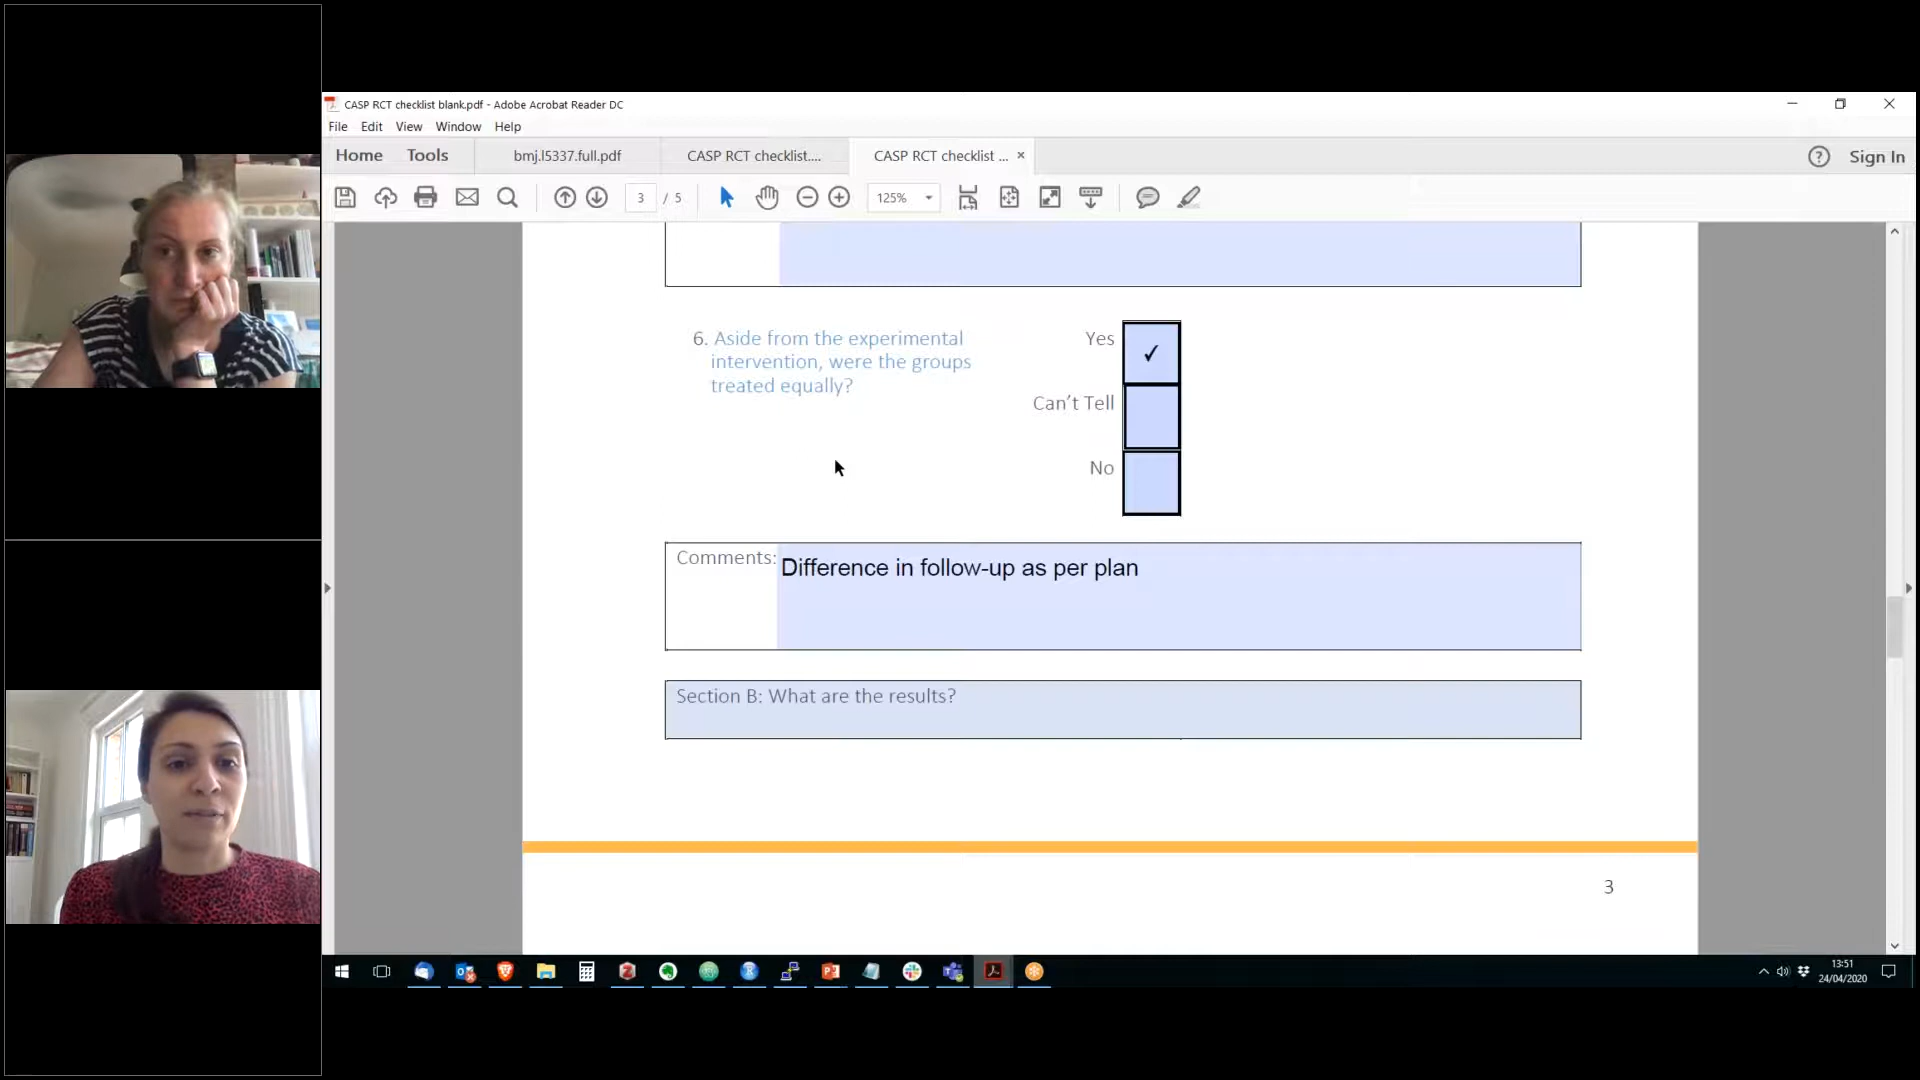 CASP RCT checklist blank.pdf - Adobe Acrobat Reader DC
File Edit View Window Help
Home Tools bmj.l5337.full.pdf CASP RCT checklist.... CASP RCT checklist ... ×
3 / 5 125% Sign In
6. Aside from the experimental
intervention, were the groups
treated equally?
Yes
✓
Can't Tell
No
Comments: Difference in follow-up as per plan
Section B: What are the results?
3
13:51
24/04/2020